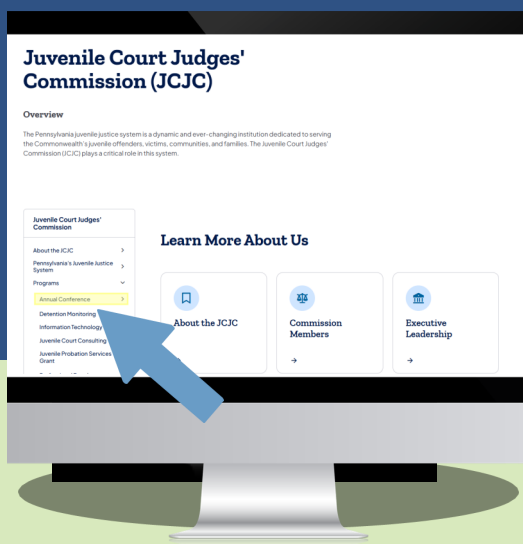 Juvenile Court Judges'
Commission (JCJC)
Overview
The Pennsylvania juvenile justice system is a dynamic and ever-changing institution dedicated to serving
the Commonwealth's juvenile offenders, victims, communities, and families. The Juvenile Court Judges'
Commission (JCJC) plays a critical role in this system.
Juvenile Court Judges'
Commission
About the JCJC
Pennsylvania's Juvenile Justice
System
Programs
Annual Conference
Detention Monitoring
Information Technology
Juvenile Court Consulting
Juvenile Probation Services
Grant
Learn More About Us
About the JCJC
Commission
Members
Executive
Leadership